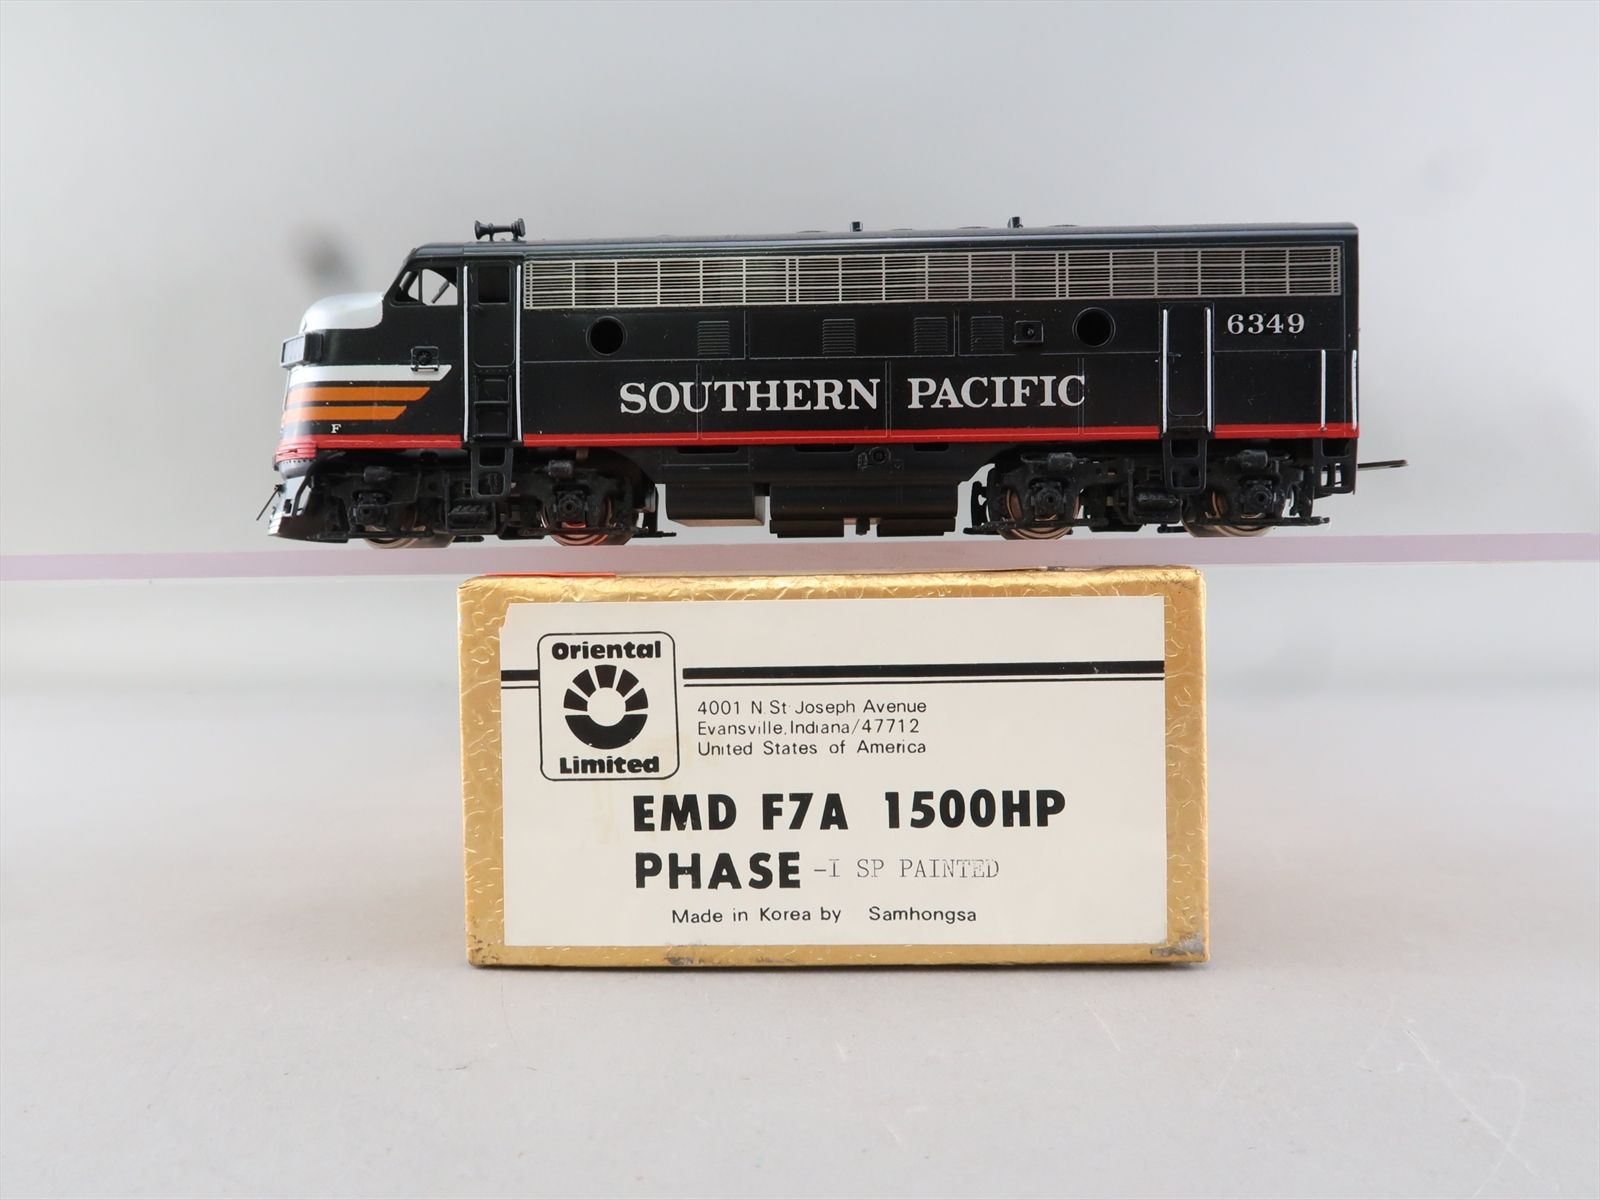 6349
SOUTHERN PACIFIC
F
Oriental
Limited
4001 N. St Joseph Avenue
Evansville, Indiana/47712
United States of America
EMD F7A 1500HP
PHASE -I SP PAINTED
Made in Korea by Samhongsa